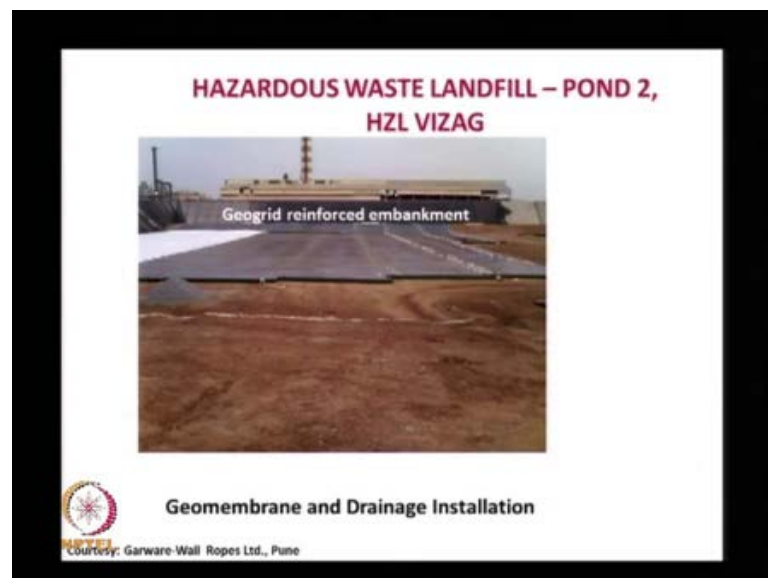 HAZARDOUS WASTE LANDFILL – POND 2,
HZL VIZAG
Geogrid reinforced embankment
Geomembrane and Drainage Installation
NPTEL
Courtesy: Garware-Wall Ropes Ltd., Pune